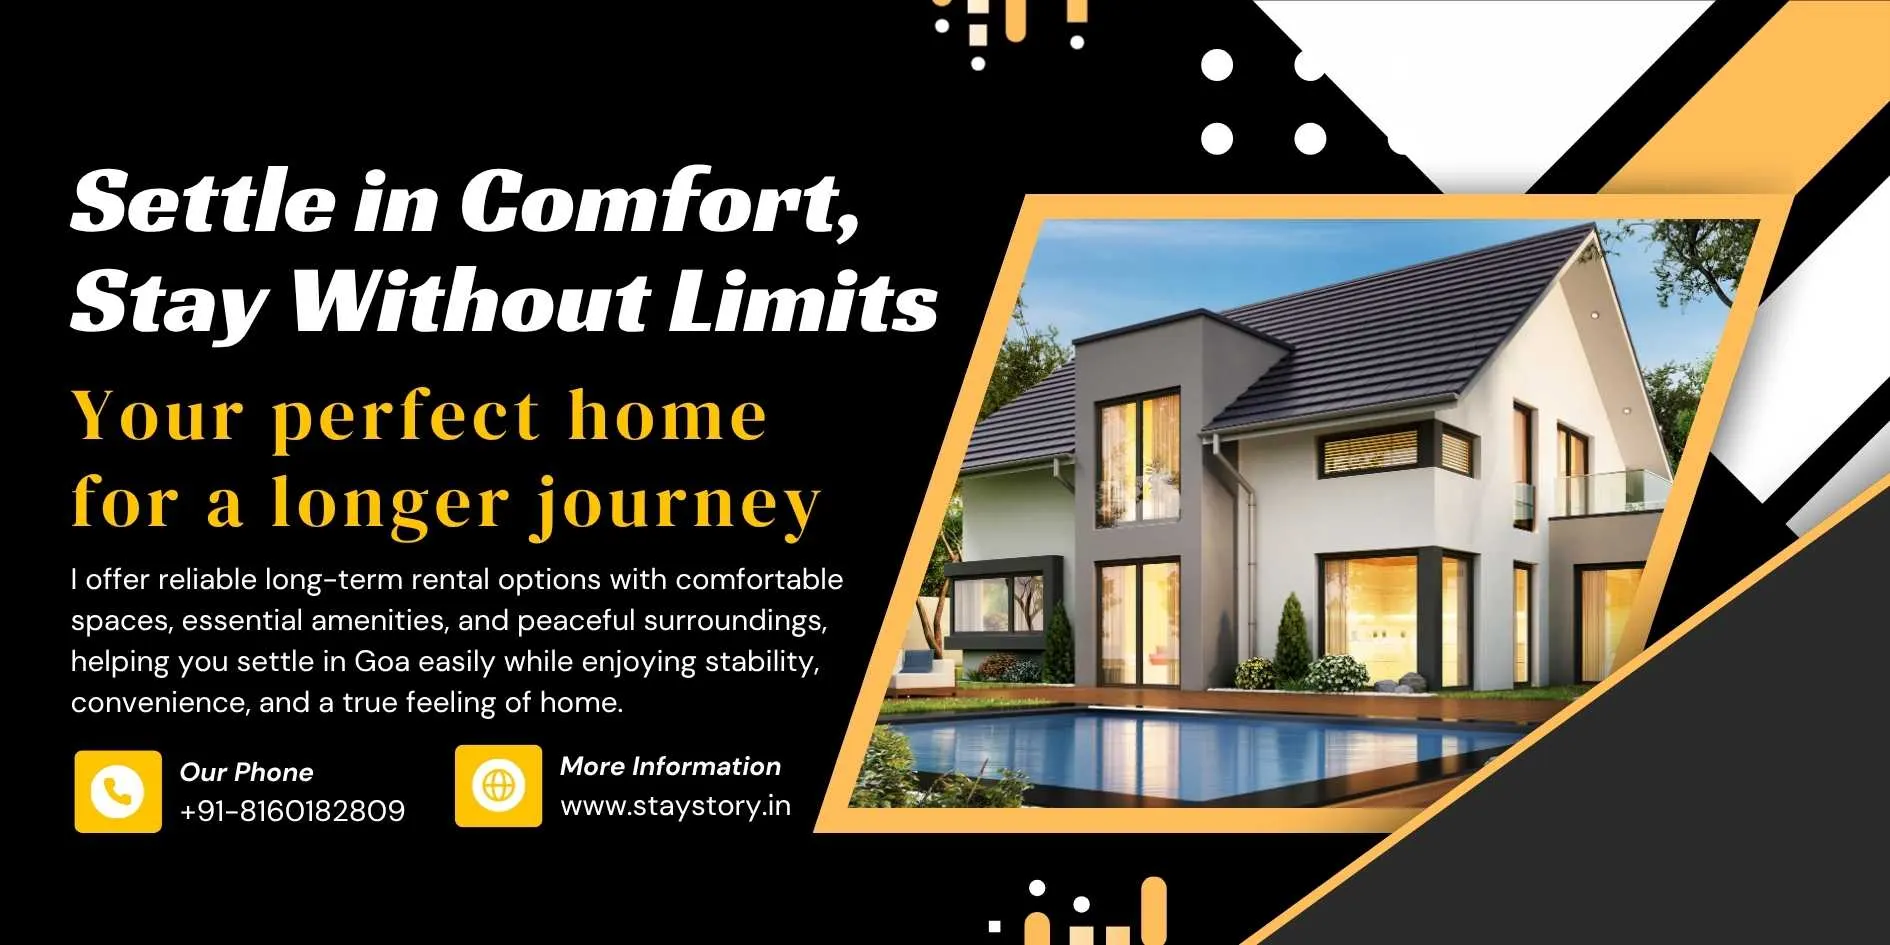 Settle in Comfort,
Stay Without Limits
Your perfect home
for a longer journey
I offer reliable long-term rental options with comfortable
spaces, essential amenities, and peaceful surroundings,
helping you settle in Goa easily while enjoying stability,
convenience, and a true feeling of home.
Our Phone
+91-8160182809
More Information
www.staystory.in